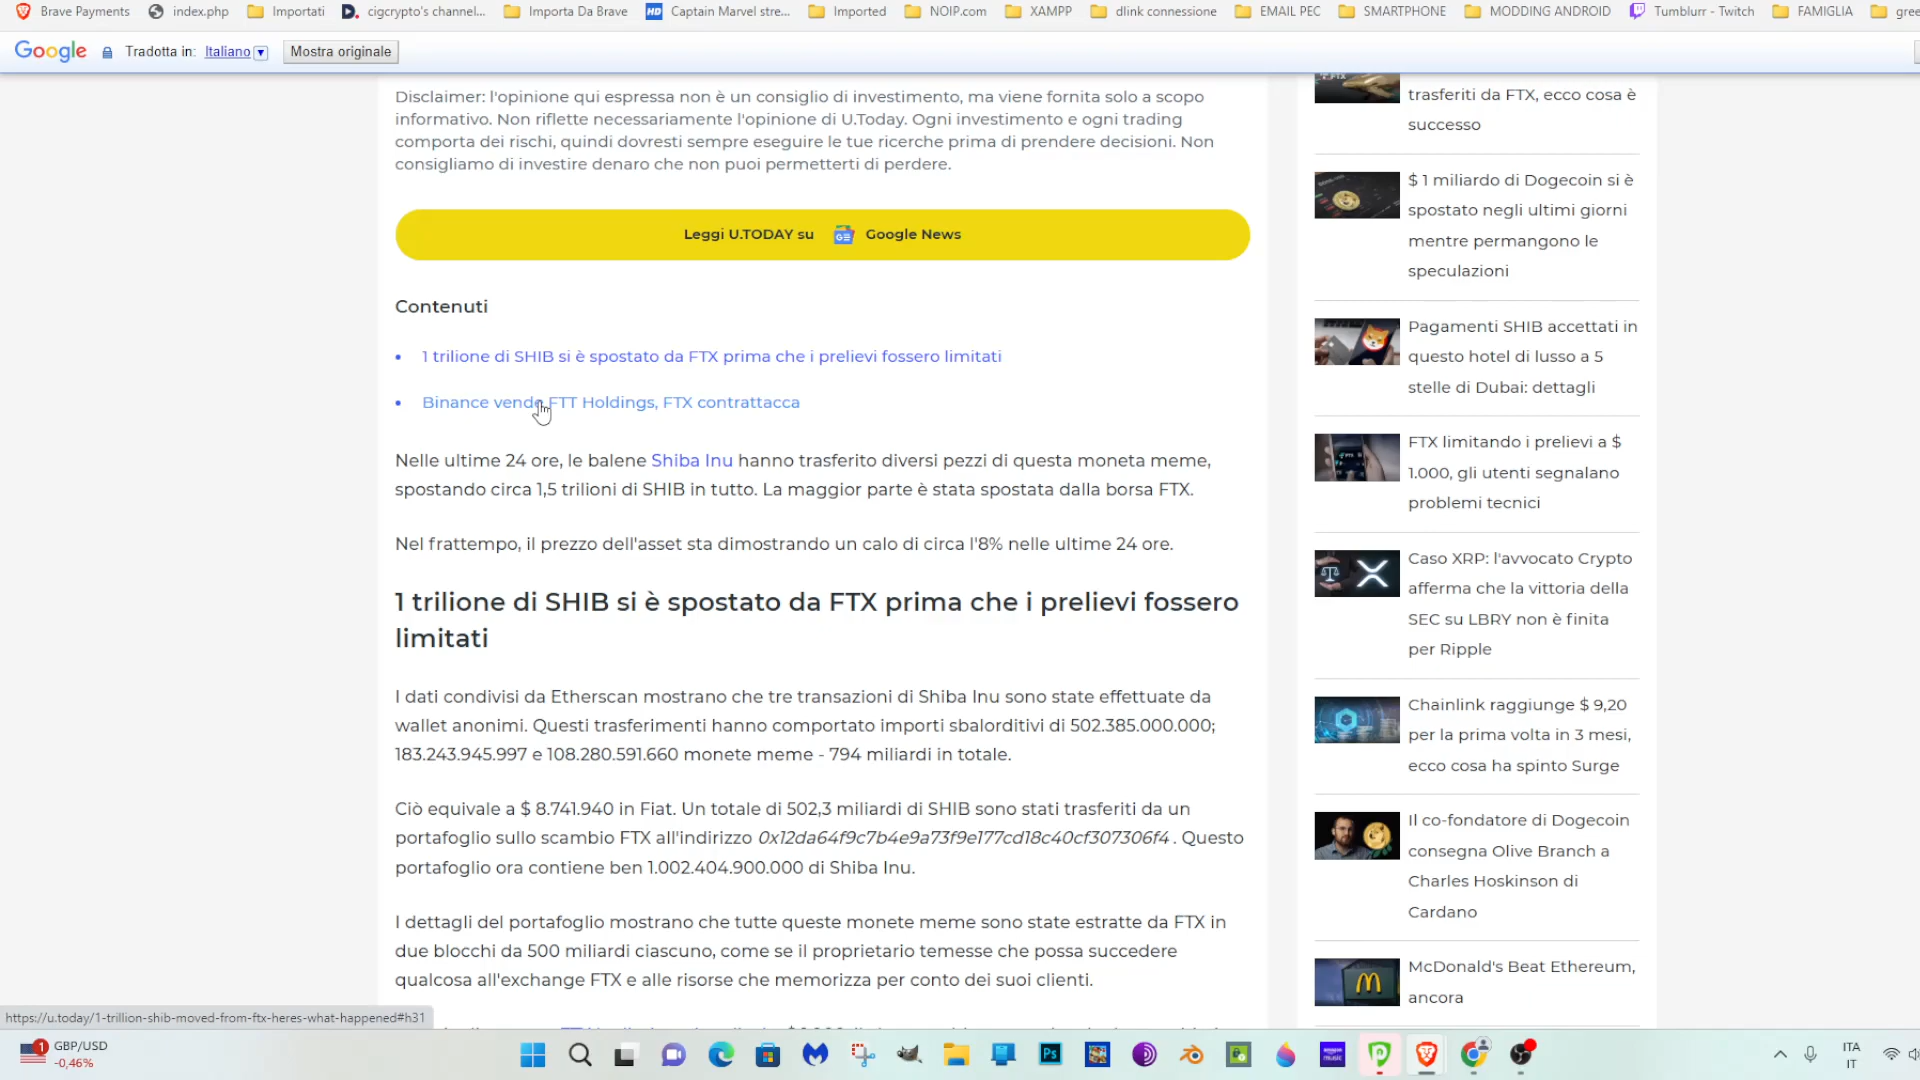 Brave Payments index.php Importati cigcrypto's channel... Importa Da Brave Captain Marvel stre... Imported NOIP.com XAMPP dlink connessione EMAIL PEC SMARTPHONE MODDING ANDROID Tumblurr - Twitch FAMIGLIA
Google Tradotta in: Italiano Mostra originale
Disclaimer: l'opinione qui espressa non è un consiglio di investimento, ma viene fornita solo a scopo
informativo. Non riflette necessariamente l'opinione di U.Today. Ogni investimento e ogni trading
comporta dei rischi, quindi dovresti sempre eseguire le tue ricerche prima di prendere decisioni. Non
consigliamo di investire denaro che non puoi permetterti di perdere.
Leggi U.TODAY su Google News
Contenuti
• 1 trilione di SHIB si è spostato da FTX prima che i prelievi fossero limitati
• Binance vende FTT Holdings, FTX contrattacca
Nelle ultime 24 ore, le balene Shiba Inu hanno trasferito diversi pezzi di questa moneta meme,
spostando circa 1,5 trilioni di SHIB in tutto. La maggior parte è stata spostata dalla borsa FTX.
Nel frattempo, il prezzo dell'asset sta dimostrando un calo di circa l'8% nelle ultime 24 ore.
1 trilione di SHIB si è spostato da FTX prima che i prelievi fossero
limitati
I dati condivisi da Etherscan mostrano che tre transazioni di Shiba Inu sono state effettuate da
wallet anonimi. Questi trasferimenti hanno comportato importi sbalorditivi di 502.385.000.000;
183.243.945.997 e 108.280.591.660 monete meme - 794 miliardi in totale.
Ciò equivale a $ 8.741.940 in Fiat. Un totale di 502,3 miliardi di SHIB sono stati trasferiti da un
portafoglio sullo scambio FTX all'indirizzo 0x12da64f9c7b4e9a73f9e177cd18c40cf307306f4 . Questo
portafoglio ora contiene ben 1.002.404.900.000 di Shiba Inu.
I dettagli del portafoglio mostrano che tutte queste monete meme sono state estratte da FTX in
due blocchi da 500 miliardi ciascuno, come se il proprietario temesse che possa succedere
qualcosa all'exchange FTX e alle risorse che memorizza per conto dei suoi clienti.
trasferiti da FTX, ecco cosa è
successo
$ 1 miliardo di Dogecoin si è
spostato negli ultimi giorni
mentre permangono le
speculazioni
Pagamenti SHIB accettati in
questo hotel di lusso a 5
stelle di Dubai: dettagli
FTX limitando i prelievi a $
1.000, gli utenti segnalano
problemi tecnici
Caso XRP: l'avvocato Crypto
afferma che la vittoria della
SEC su LBRY non è finita
per Ripple
Chainlink raggiunge $ 9,20
per la prima volta in 3 mesi,
ecco cosa ha spinto Surge
Il co-fondatore di Dogecoin
consegna Olive Branch a
Charles Hoskinson di
Cardano
McDonald's Beat Ethereum,
ancora
https://u.today/1-trillion-shib-moved-from-ftx-heres-what-happened#h31
1 GBP/USD
-0,46%
Ps
ITA
IT